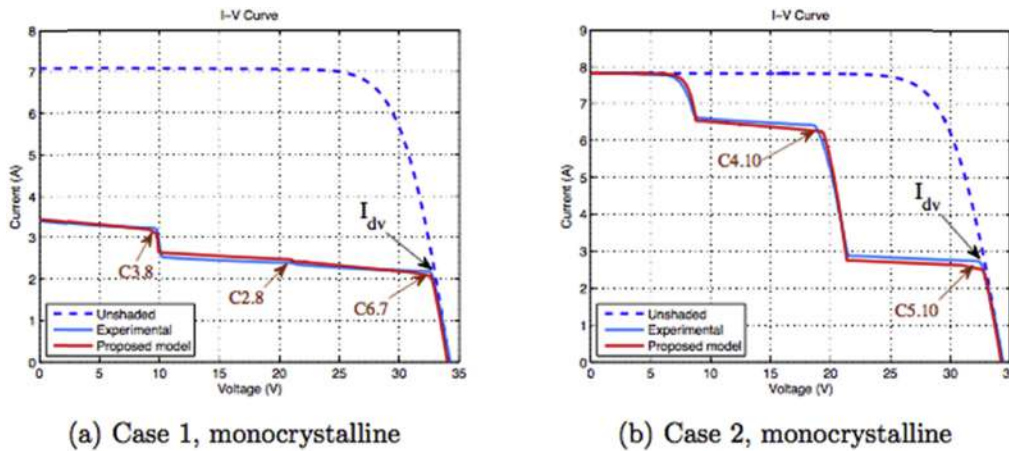 I-V Curve
8
7
6
5
4
3
2
1
0
Current (A)
0 5 10 15 20 25 30 35
Voltage (V)
C3.8
C2.8
C6.7
Idv
Unshaded
Experimental
Proposed model
(a) Case 1, monocrystalline
I-V Curve
9
8
7
6
5
4
3
2
1
0
Current (A)
0 5 10 15 20 25 30 35
Voltage (V)
C4.10
Idv
C5.10
Unshaded
Experimental
Proposed model
(b) Case 2, monocrystalline